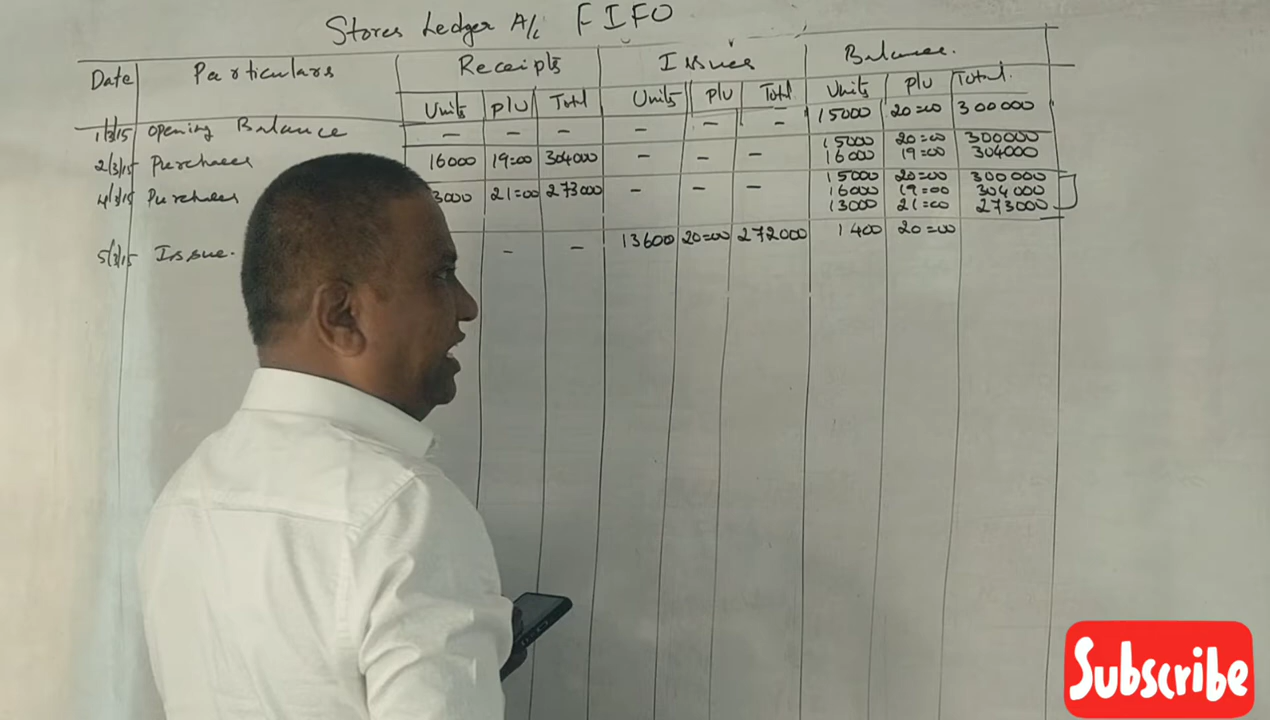 Stores Ledger A/c FIFO
Date Particulars Receipts Issues Balance.
Units P/U Total Units P/U Total Units P/U Total.
1/3/15 Opening Balance — — — — — — 15000 20=00 300000
15000 20=00 300000
2/3/15 Purchases 16000 19=00 304000 — — — 16000 19=00 304000
15000 20=00 300000
4/3/15 Purchases 3000 21=00 273000 — — — 16000 19=00 304000
13000 21=00 273000
5/3/15 Issue. — — 13600 20=00 272000 1400 20=00
Subscribe